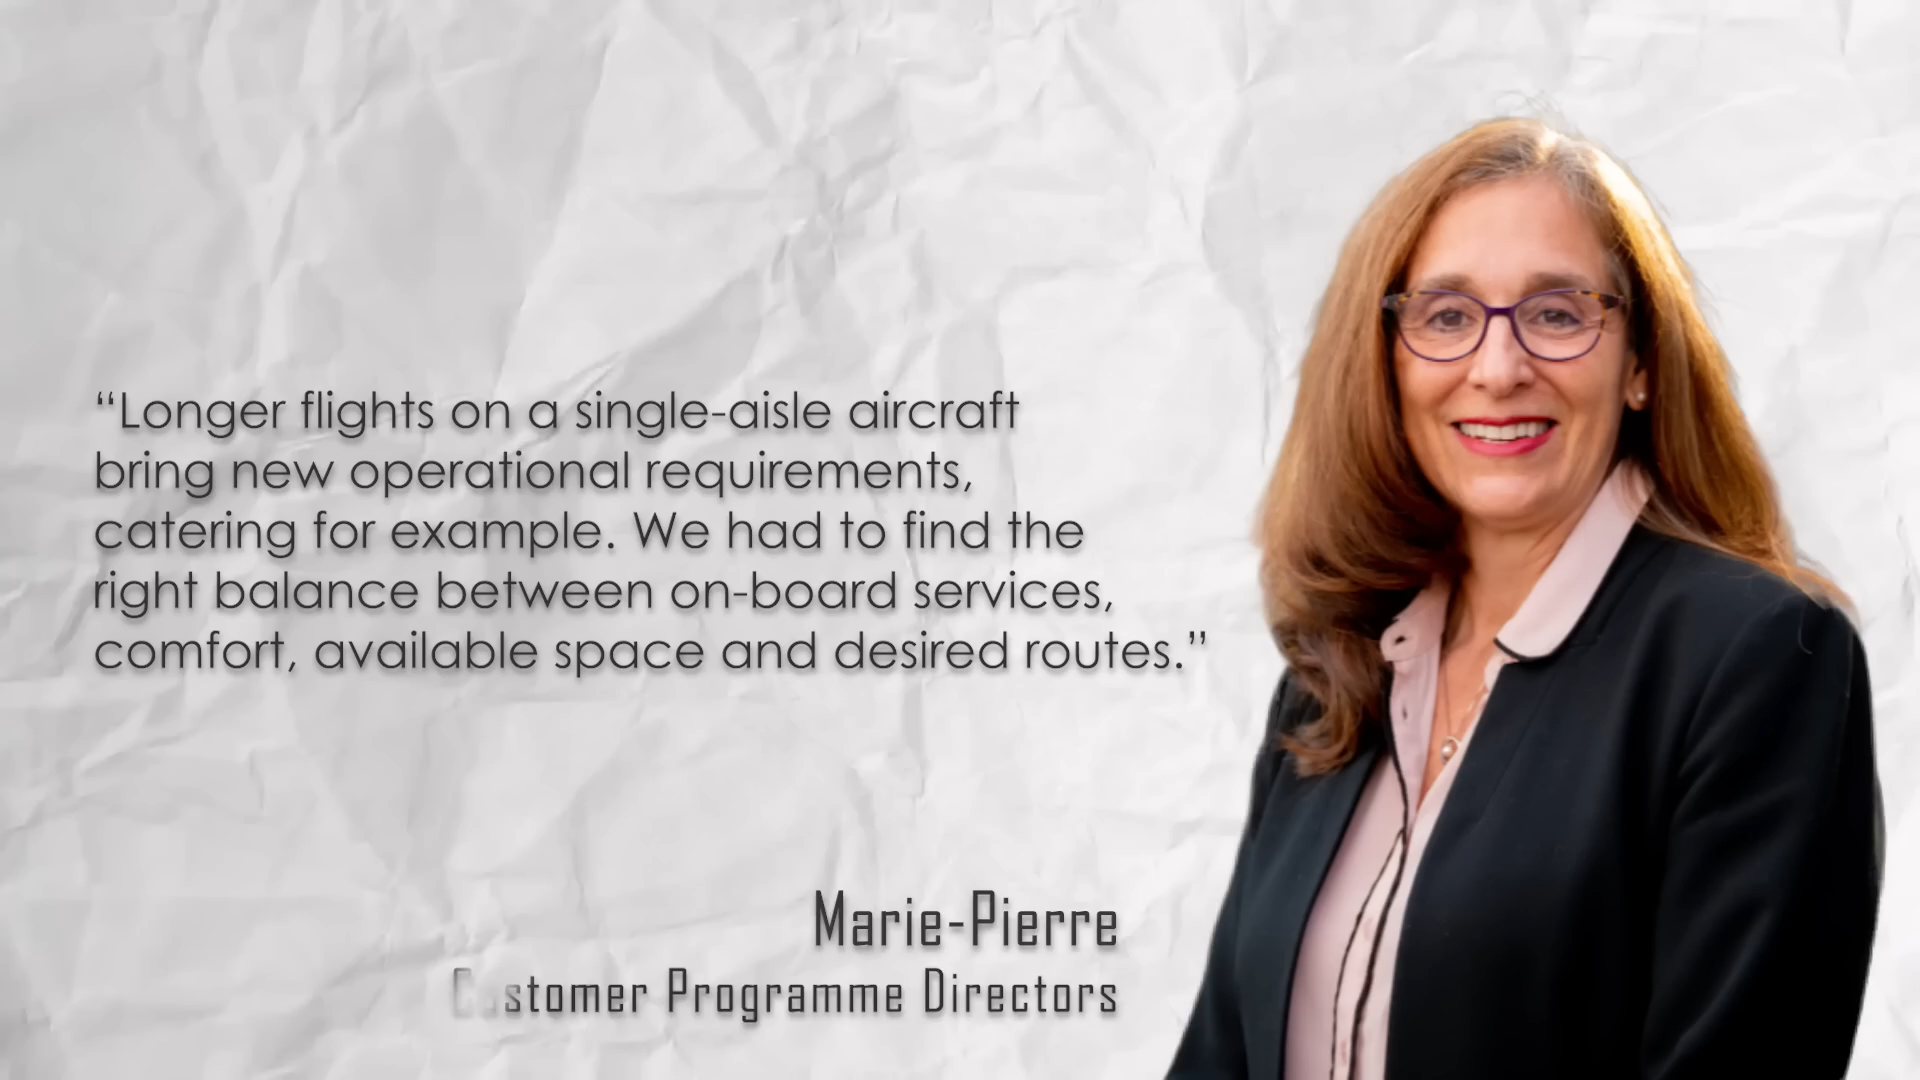 “Longer flights on a single-aisle aircraft
bring new operational requirements,
catering for example. We had to find the
right balance between on-board services,
comfort, available space and desired routes.”
Marie-Pierre
Customer Programme Directors